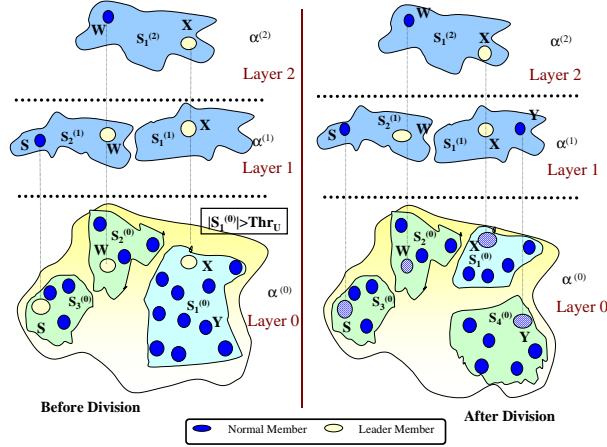 W
X
S1(2)
α(2)
Layer 2
S
S2(1)
W
S1(1)
X
α(1)
Layer 1
|S1(0)|>ThrU
S2(0)
W
X
S3(0)
S
S1(0)
Y
α(0)
Layer 0
Before Division
W
S1(2)
X
α(2)
Layer 2
S
S2(1)
W
S1(1)
X
Y
α(1)
Layer 1
S2(0)
W
X
S1(0)
S3(0)
S
S4(0)
Y
α(0)
Layer 0
After Division
Normal Member
Leader Member